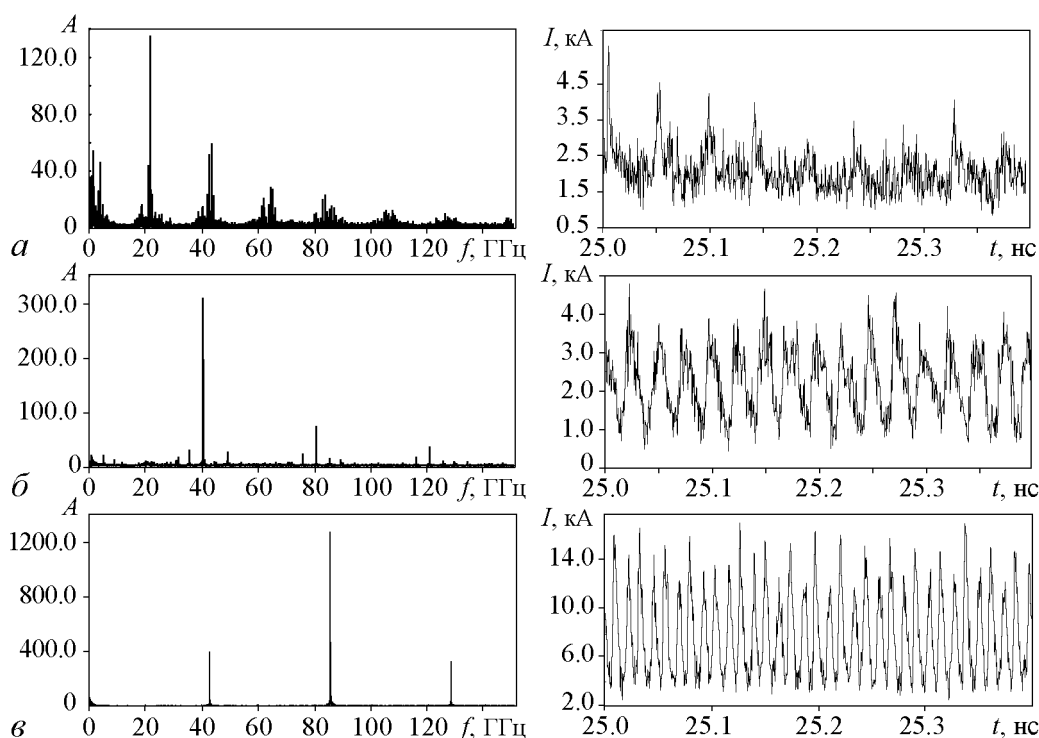 A
120.0
80.0
40.0
0
0 20 40 60 80 100 120 f, ГГц
а
I, кА
4.5
3.5
2.5
1.5
0.5
25.0 25.1 25.2 25.3 t, нс
A
300.0
200.0
100.0
0
0 20 40 60 80 100 120 f, ГГц
б
I, кА
4.0
3.0
2.0
1.0
0
25.0 25.1 25.2 25.3 t, нс
A
1200.0
800.0
400.0
0
0 20 40 60 80 100 120 f, ГГц
в
I, кА
14.0
10.0
6.0
2.0
25.0 25.1 25.2 25.3 t, нс